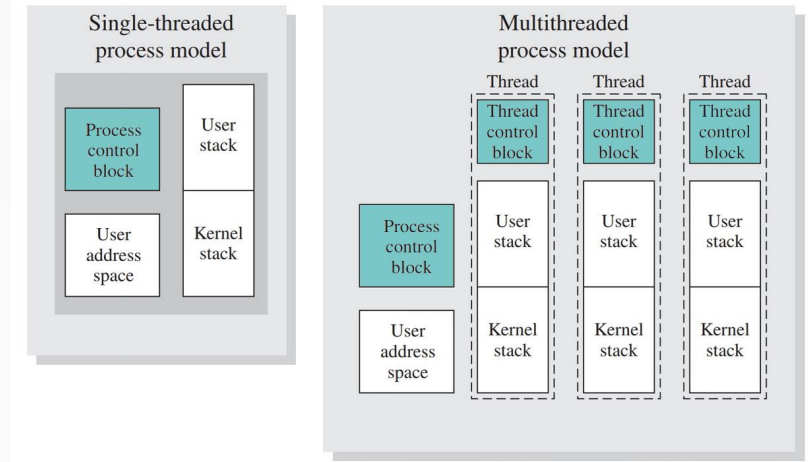 Single-threaded
process model
Process
control
block
User
stack
User
address
space
Kernel
stack
Multithreaded
process model
Thread
Thread
Thread
Thread
control
block
Thread
control
block
Thread
control
block
Process
control
block
User
stack
User
stack
User
stack
User
address
space
Kernel
stack
Kernel
stack
Kernel
stack